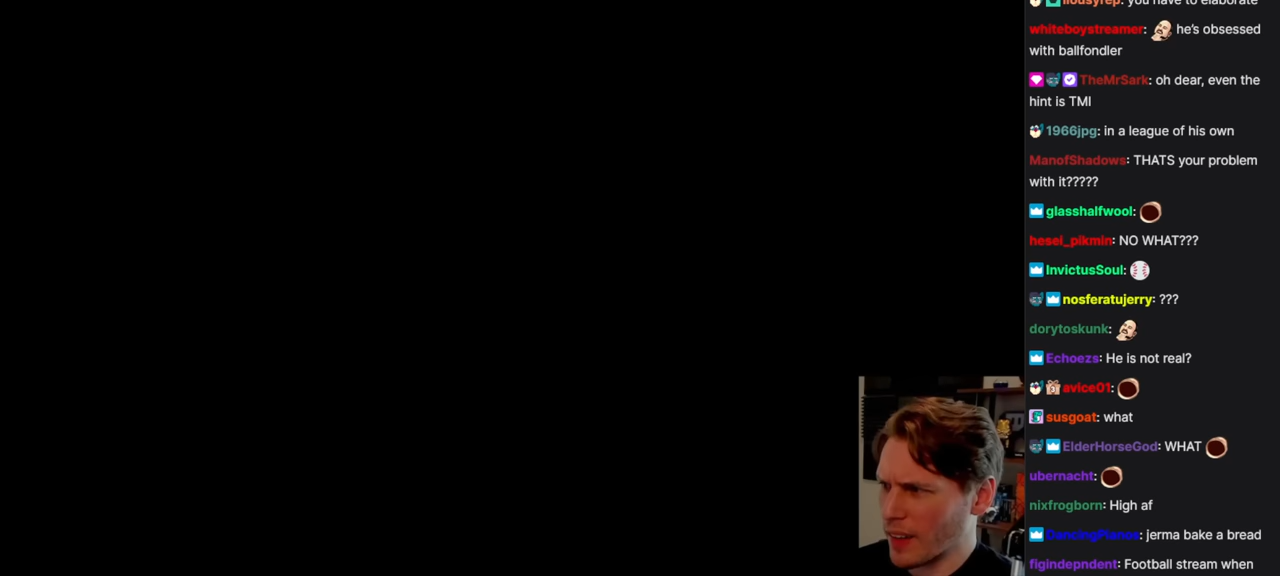 llousyrep: you have to elaborate
whiteboystreamer: he's obsessed
with ballfondler
TheMrSark: oh dear, even the
hint is TMI
1966jpg: in a league of his own
ManofShadows: THATS your problem
with it?????
glasshalfwool:
hesei_pikmin: NO WHAT???
InvictusSoul:
nosferatujerry: ???
dorytoskunk:
Echoezs: He is not real?
avice01:
susgoat: what
ElderHorseGod: WHAT
ubernacht:
nixfrogborn: High af
DancingPianos: jerma bake a bread
figindepndent: Football stream when